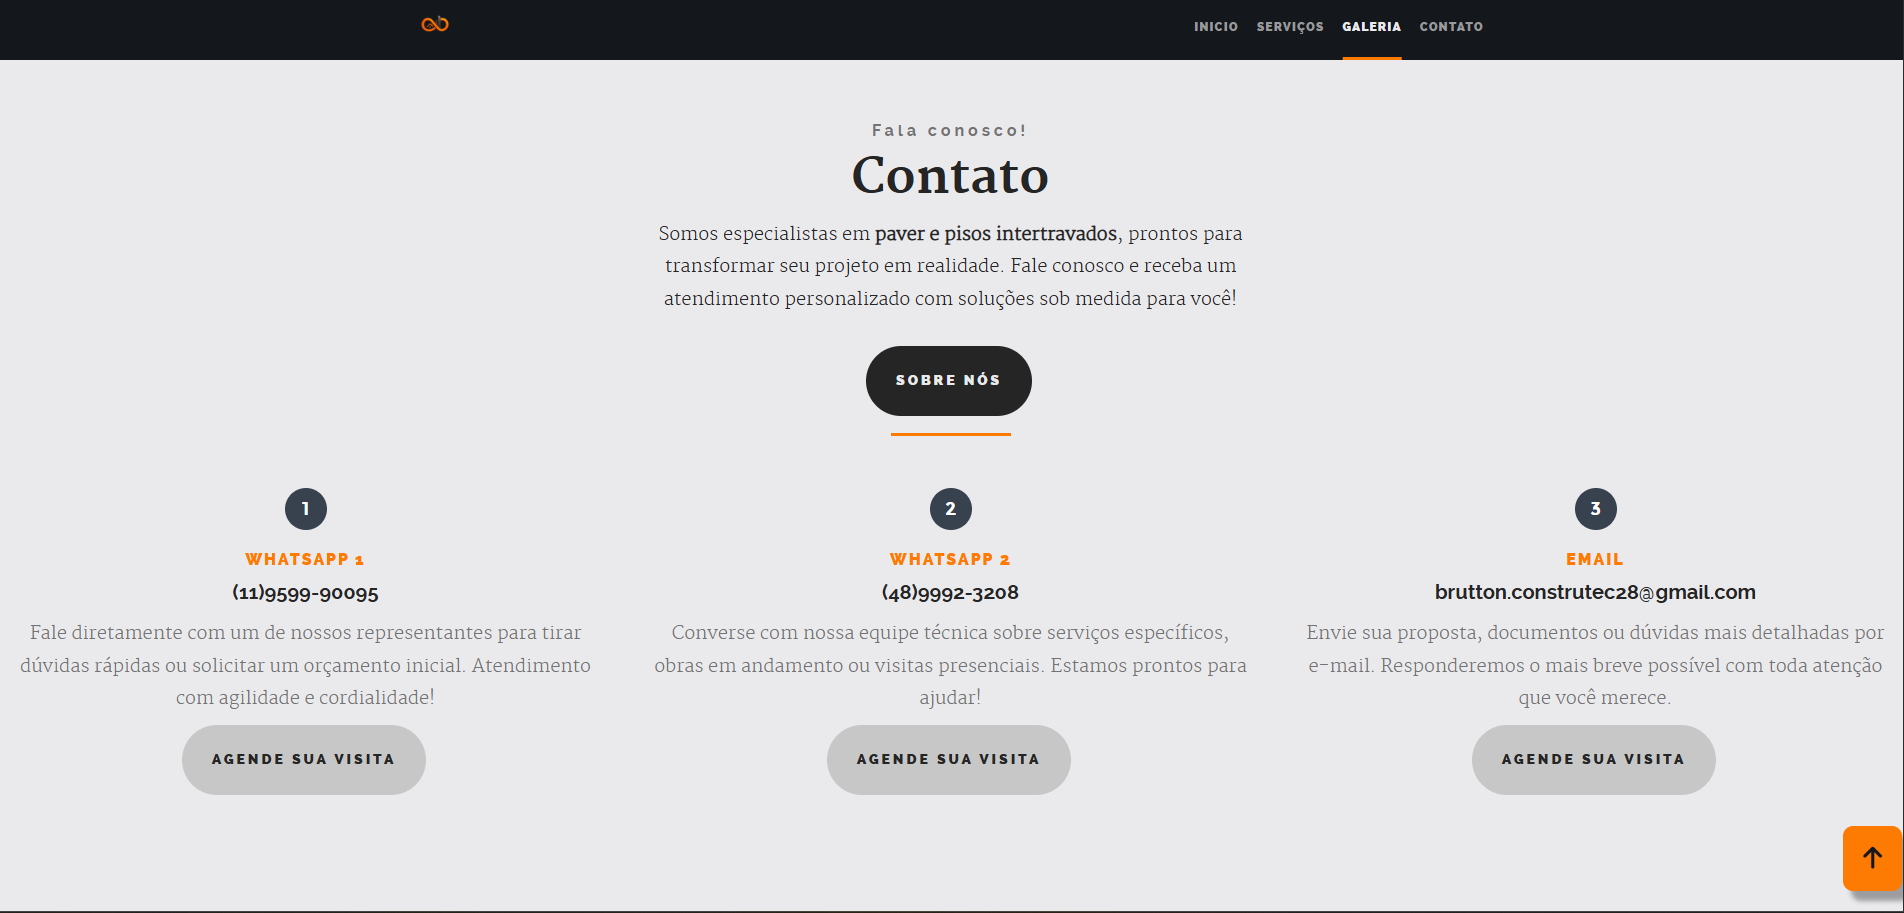 INICIO SERVIÇOS GALERIA CONTATO
Fala conosco!
Contato
Somos especialistas em paver e pisos intertravados, prontos para
transformar seu projeto em realidade. Fale conosco e receba um
atendimento personalizado com soluções sob medida para você!
SOBRE NÓS
1
WHATSAPP 1
(11)9599-90095
Fale diretamente com um de nossos representantes para tirar
dúvidas rápidas ou solicitar um orçamento inicial. Atendimento
com agilidade e cordialidade!
AGENDE SUA VISITA
2
WHATSAPP 2
(48)9992-3208
Converse com nossa equipe técnica sobre serviços específicos,
obras em andamento ou visitas presenciais. Estamos prontos para
ajudar!
AGENDE SUA VISITA
3
EMAIL
brutton.construtec28@gmail.com
Envie sua proposta, documentos ou dúvidas mais detalhadas por
e-mail. Responderemos o mais breve possível com toda atenção
que você merece.
AGENDE SUA VISITA